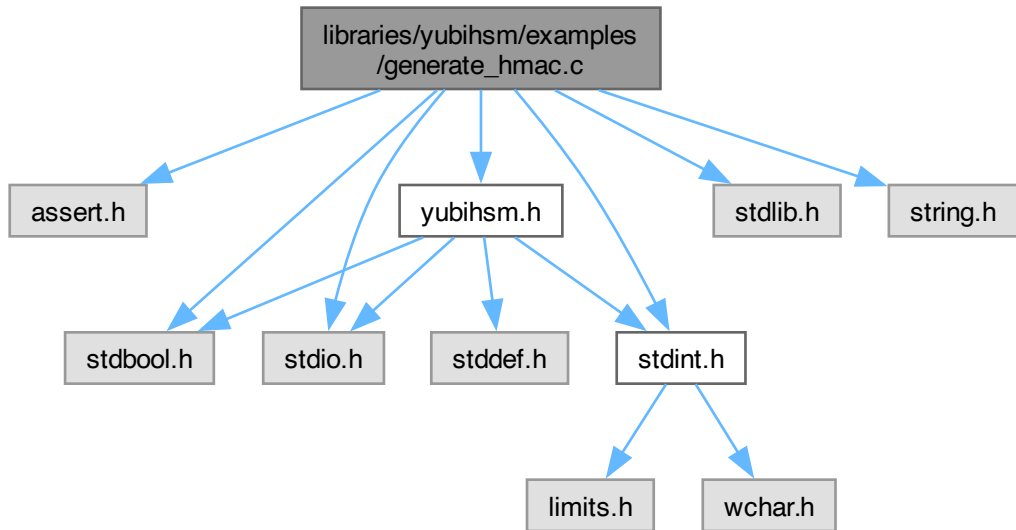 libraries/yubihsm/examples
/generate_hmac.c
assert.h
yubihsm.h
stdlib.h
string.h
stdbool.h
stdio.h
stddef.h
stdint.h
limits.h
wchar.h